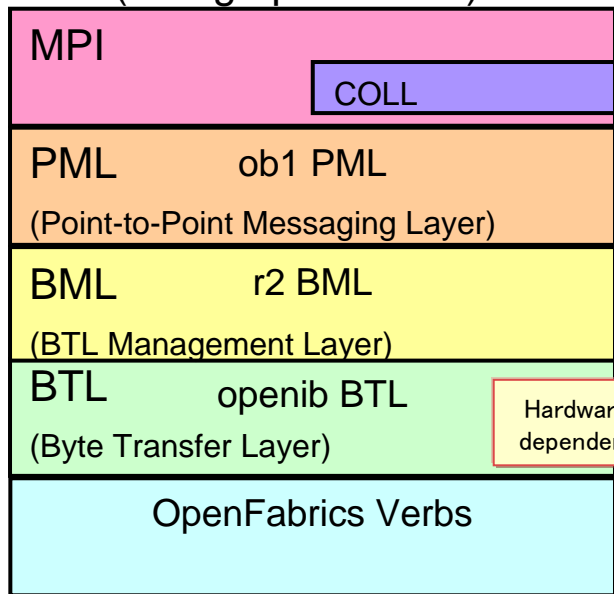 MPI
COLL
PML ob1 PML
(Point-to-Point Messaging Layer)
BML r2 BML
(BTL Management Layer)
BTL openib BTL
(Byte Transfer Layer)
OpenFabrics Verbs